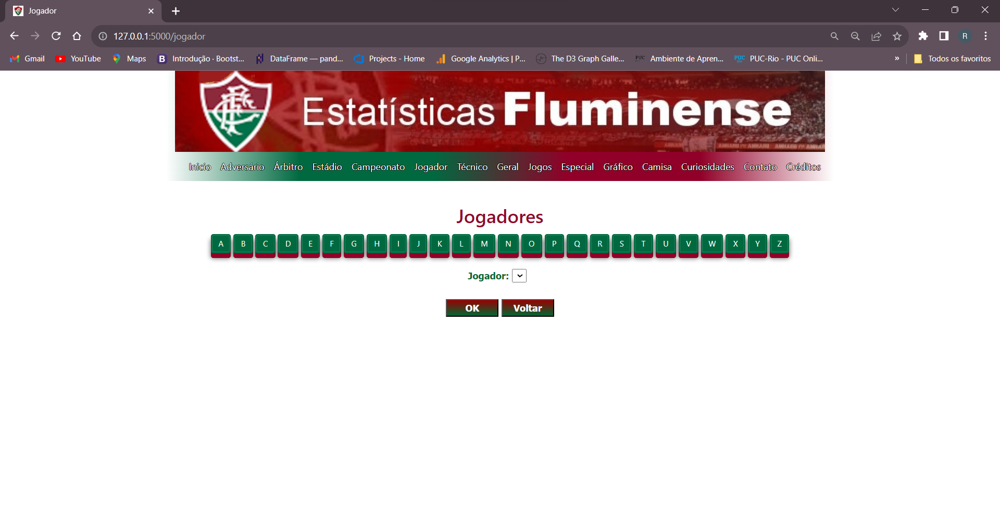 Jogador
127.0.0.1:5000/jogador
R
Gmail YouTube Maps Introdução · Bootst... DataFrame — pand... Projects - Home Google Analytics | P... The D3 Graph Galle... Ambiente de Apren... PUC-Rio - PUC Onli... » Todos os favoritos
Estatísticas Fluminense
Inicio Adversário Árbitro Estádio Campeonato Jogador Técnico Geral Jogos Especial Gráfico Camisa Curiosidades Contato Créditos
Jogadores
A B C D E F G H I J K L M N O P Q R S T U V W X Y Z
Jogador:
OK Voltar